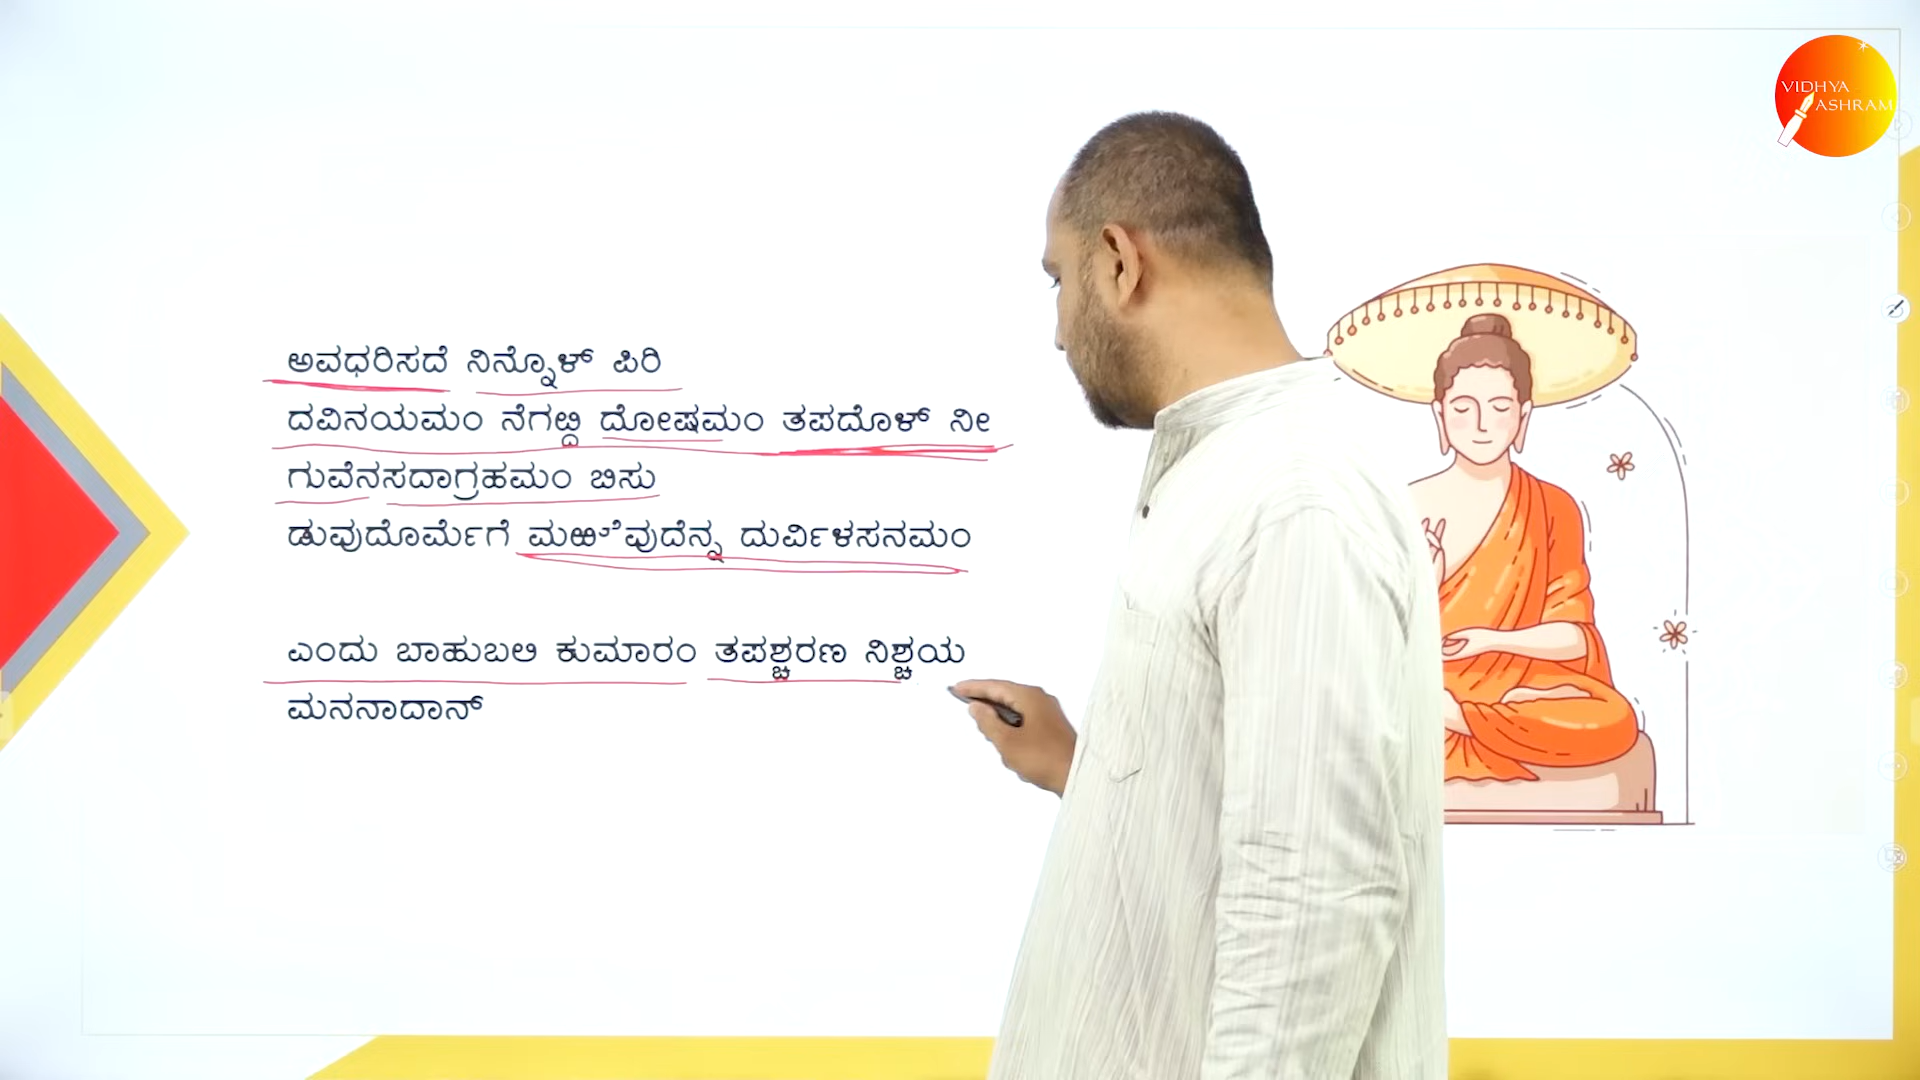 VIDHYA
ASHRAM
ಅವಧರಿಸದೆ ನಿನ್ನೊಳ್ ಪಿರಿ
ದವಿನಯಮಂ ನೆಗೞ್ದ ದೋಷಮಂ ತಪದೊಳ್ ನೀ
ಗುವೆನಸದಾಗ್ರಹಮಂ ಬಿಸು
ಡುವುದೊರ್ಮೆಗೆ ಮಱೆವುದೆನ್ನ ದುರ್ವಿಳಸನಮಂ
ಎಂದು ಬಾಹುಬಲಿ ಕುಮಾರಂ ತಪಶ್ಚರಣ ನಿಶ್ಚಯ
ಮನನಾದಾನ್